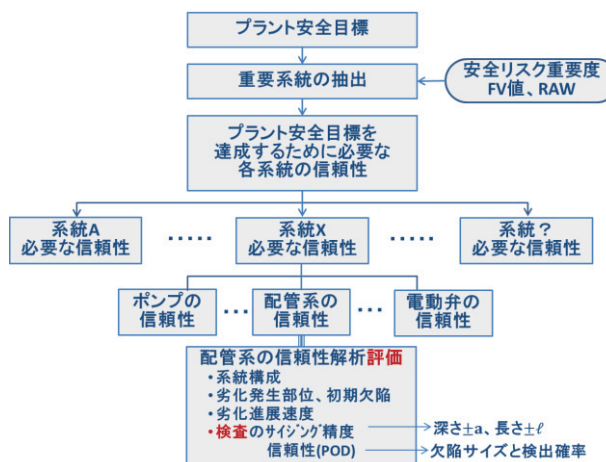 プラント安全目標
重要系統の抽出
安全リスク重要度
FV値、RAW
プラント安全目標を
達成するために必要な
各系統の信頼性
系統A
必要な信頼性
・・・・・
系統X
必要な信頼性
・・・・・
系統？
必要な信頼性
ポンプの
信頼性
・・・
配管系の
信頼性
・・・
電動弁の
信頼性
配管系の信頼性解析評価
・系統構成
・劣化発生部位、初期欠陥
・劣化進展速度
・検査のサイジング精度
深さ±a、長さ±ℓ
信頼性(POD)
欠陥サイズと検出確率